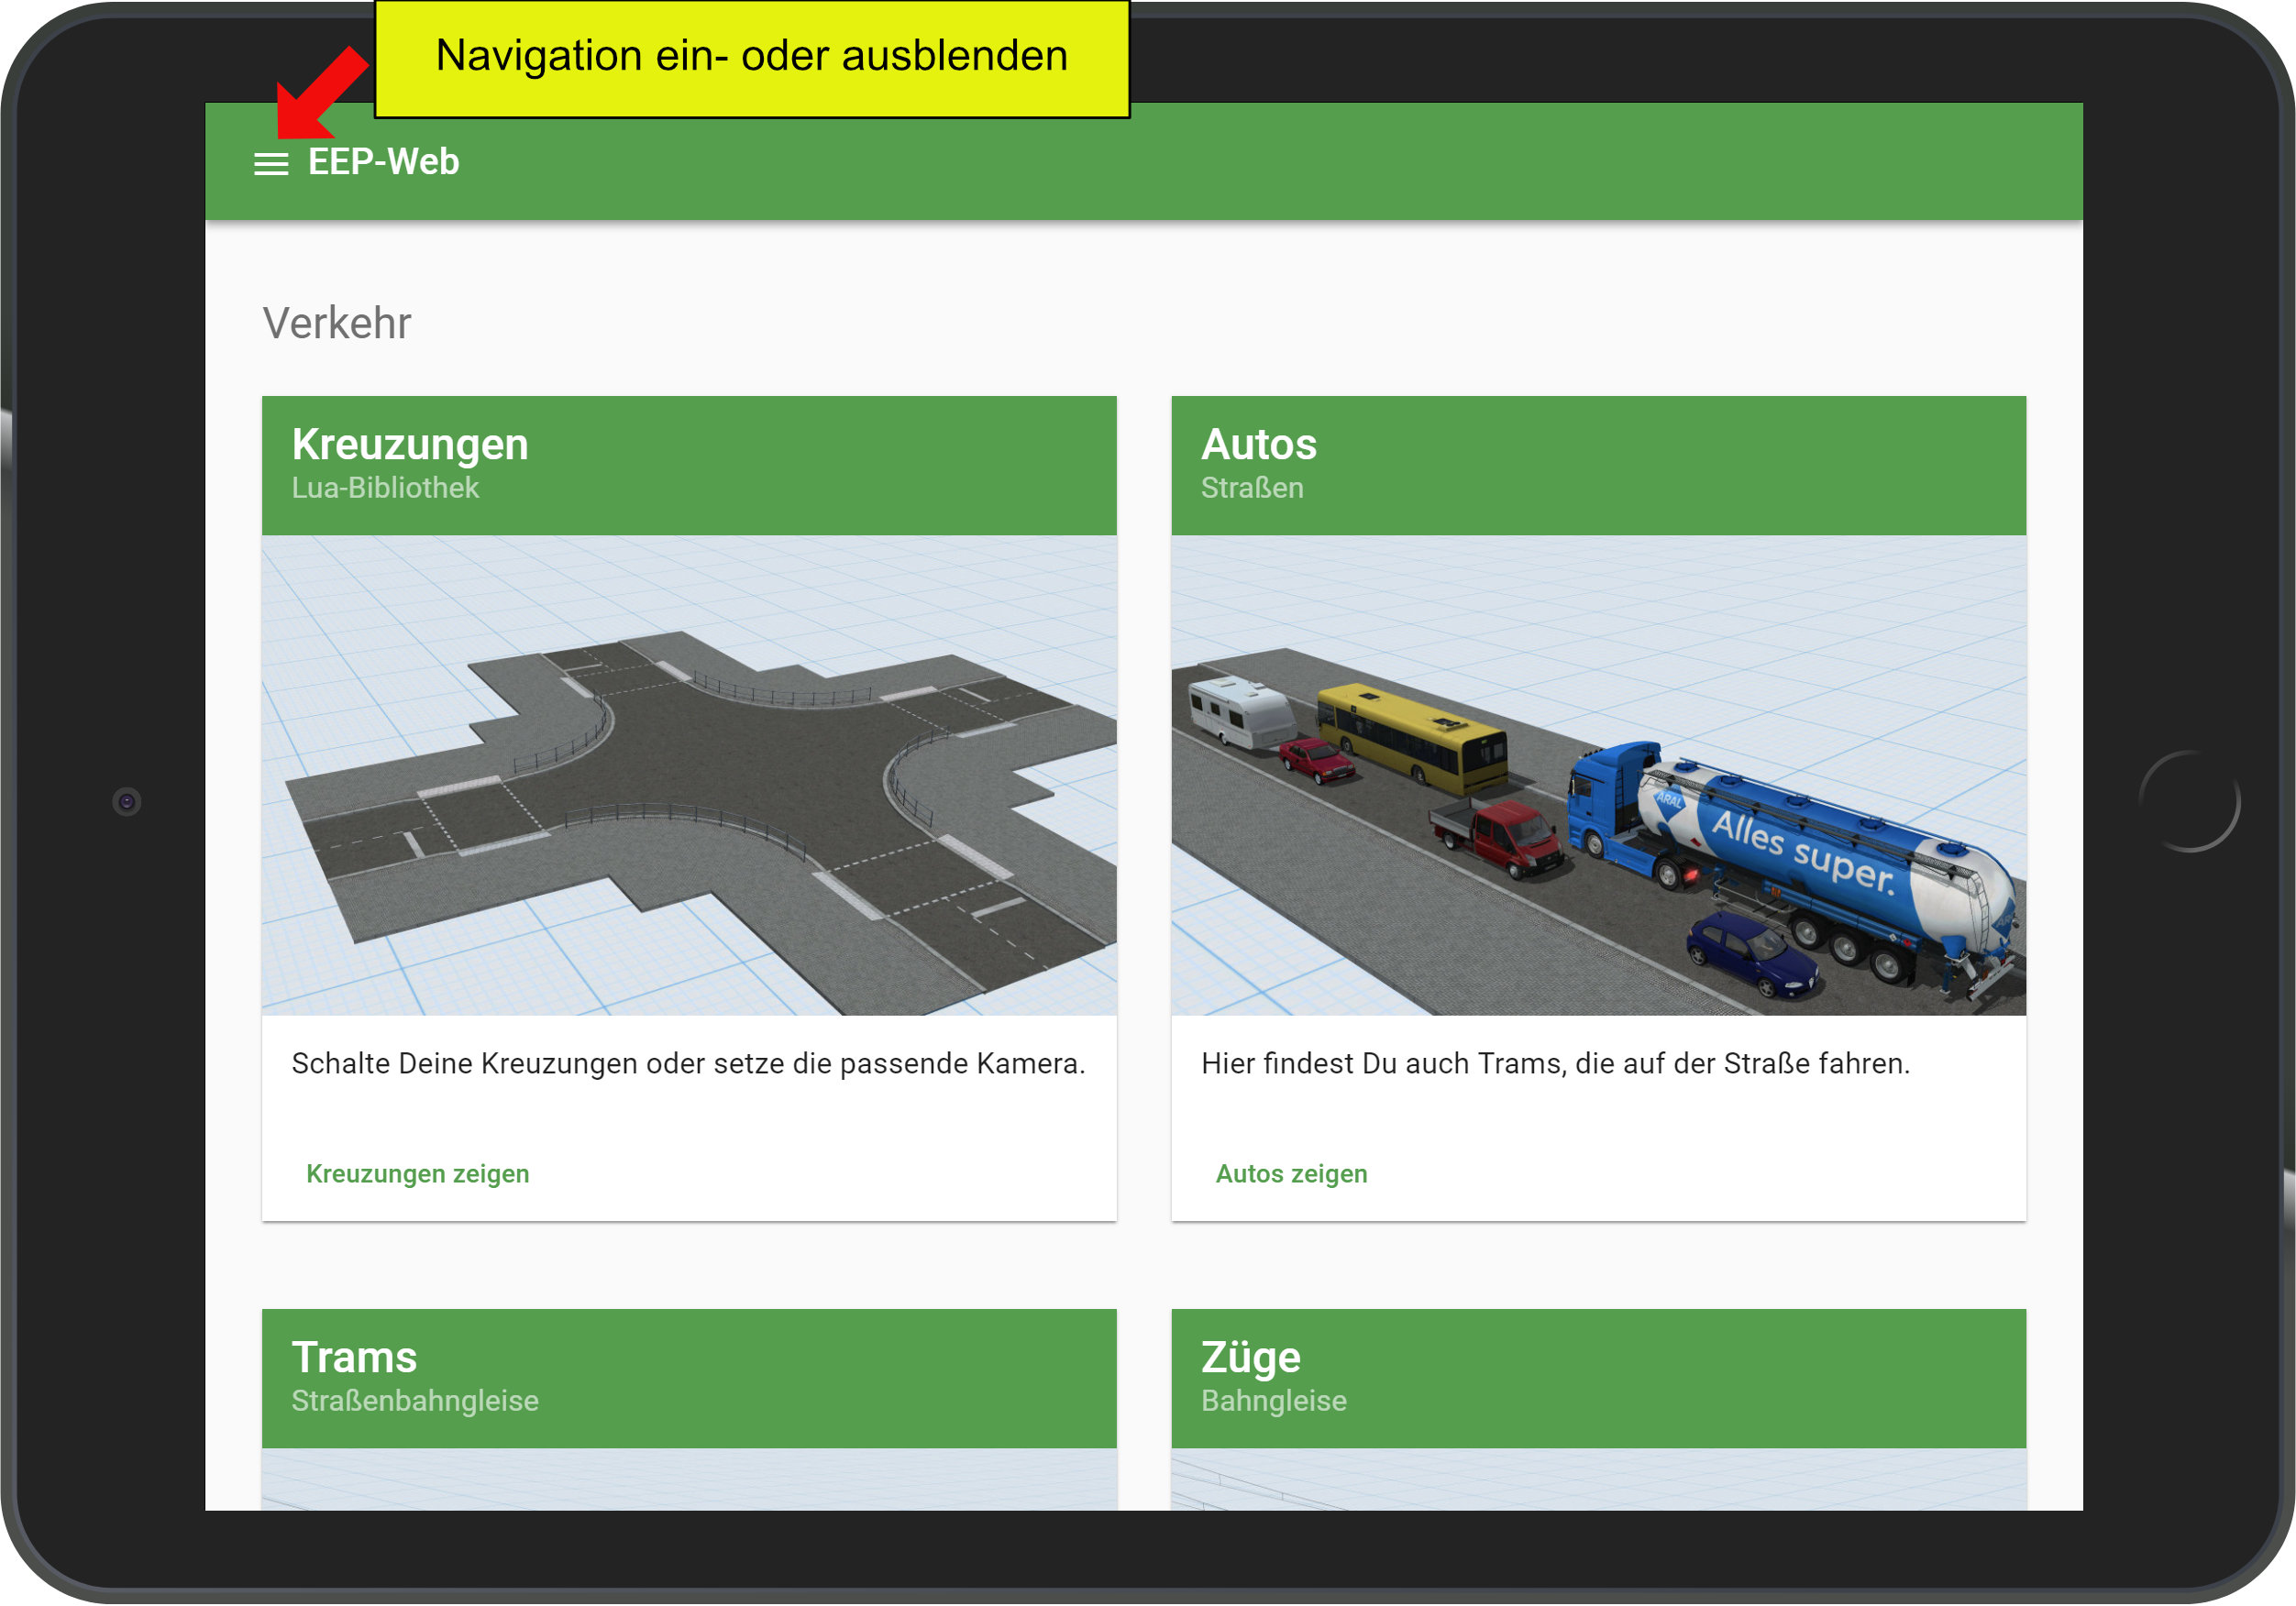 Navigation ein- oder ausblenden
EEP-Web
Verkehr
Kreuzungen
Lua-Bibliothek
Autos
Straßen
ARAL
Alles super.
Schalte Deine Kreuzungen oder setze die passende Kamera.
Hier findest Du auch Trams, die auf der Straße fahren.
Kreuzungen zeigen
Autos zeigen
Trams
Straßenbahngleise
Züge
Bahngleise